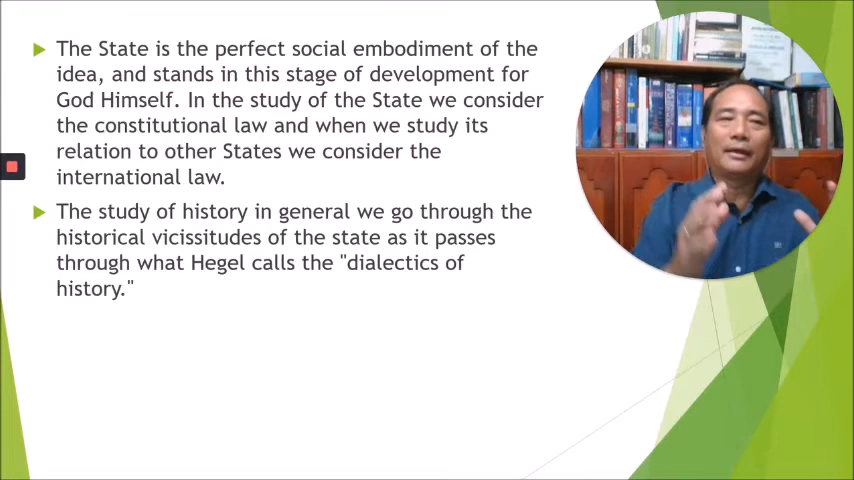 The State is the perfect social embodiment of the
idea, and stands in this stage of development for
God Himself. In the study of the State we consider
the constitutional law and when we study its
relation to other States we consider the
international law.
The study of history in general we go through the
historical vicissitudes of the state as it passes
through what Hegel calls the "dialectics of
history."